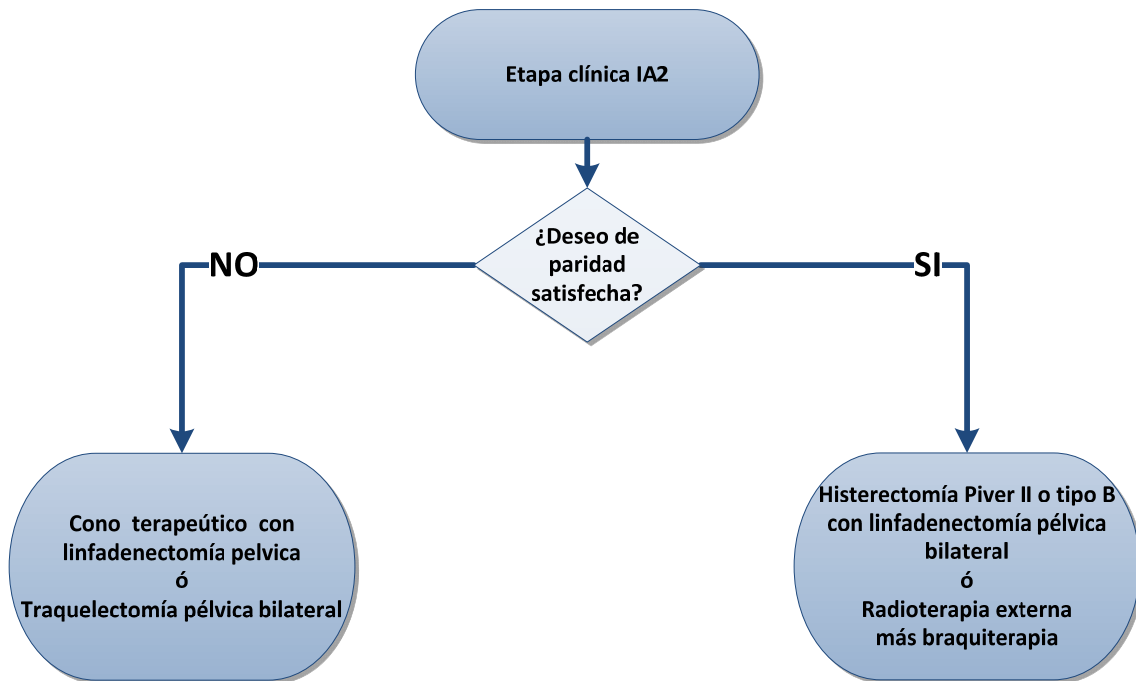 Etapa clínica IA2
¿Deseo de
paridad
satisfecha?
NO
SI
Cono terapeútico con
linfadenectomía pelvica
ó
Traquelectomía pélvica bilateral
Histerectomía Piver II o tipo B
con linfadenectomía pélvica
bilateral
ó
Radioterapia externa
más braquiterapia